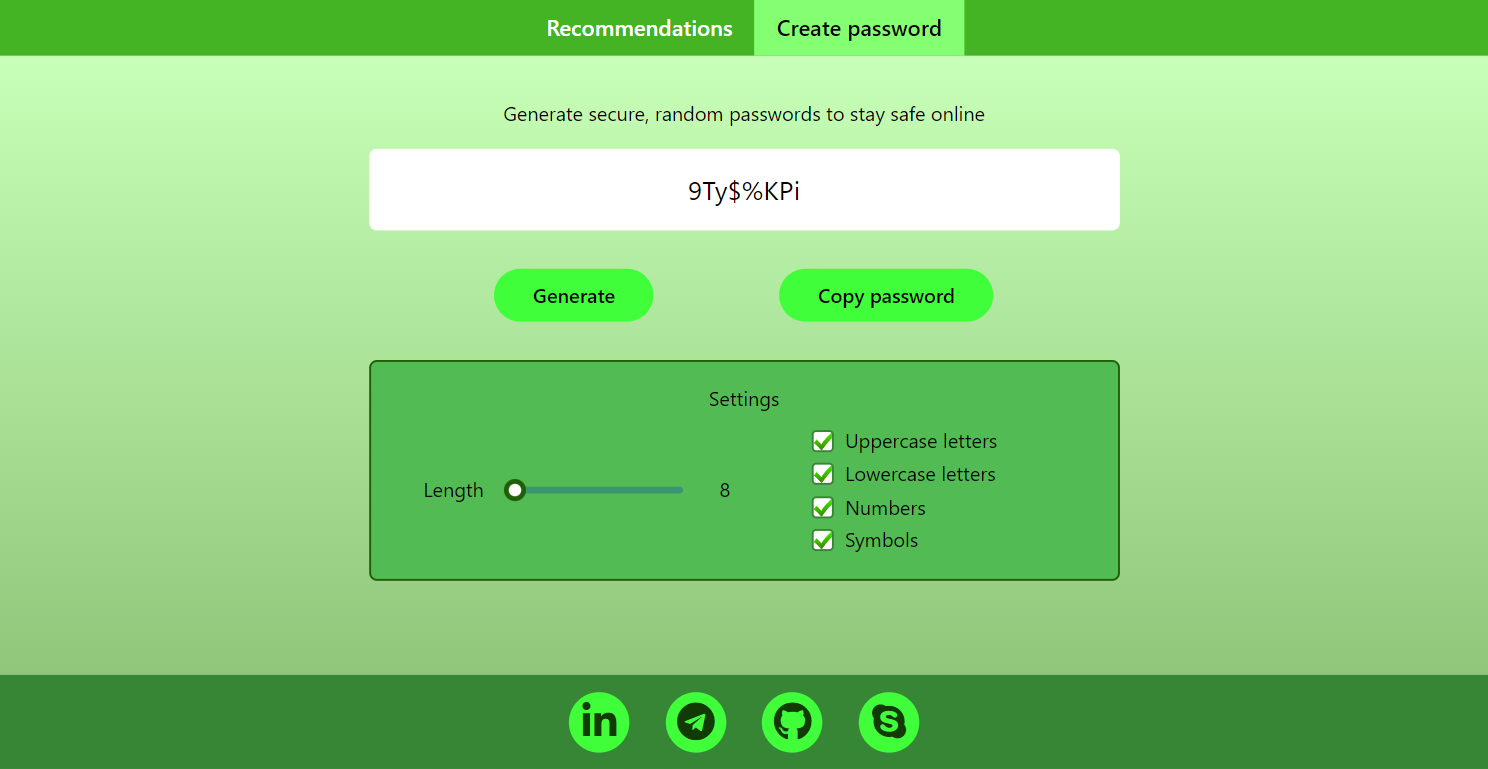 Recommendations Create password
Generate secure, random passwords to stay safe online
9Ty$%KPi
Generate Copy password
Settings
Uppercase letters
Lowercase letters
Length 8
Numbers
Symbols
in
S